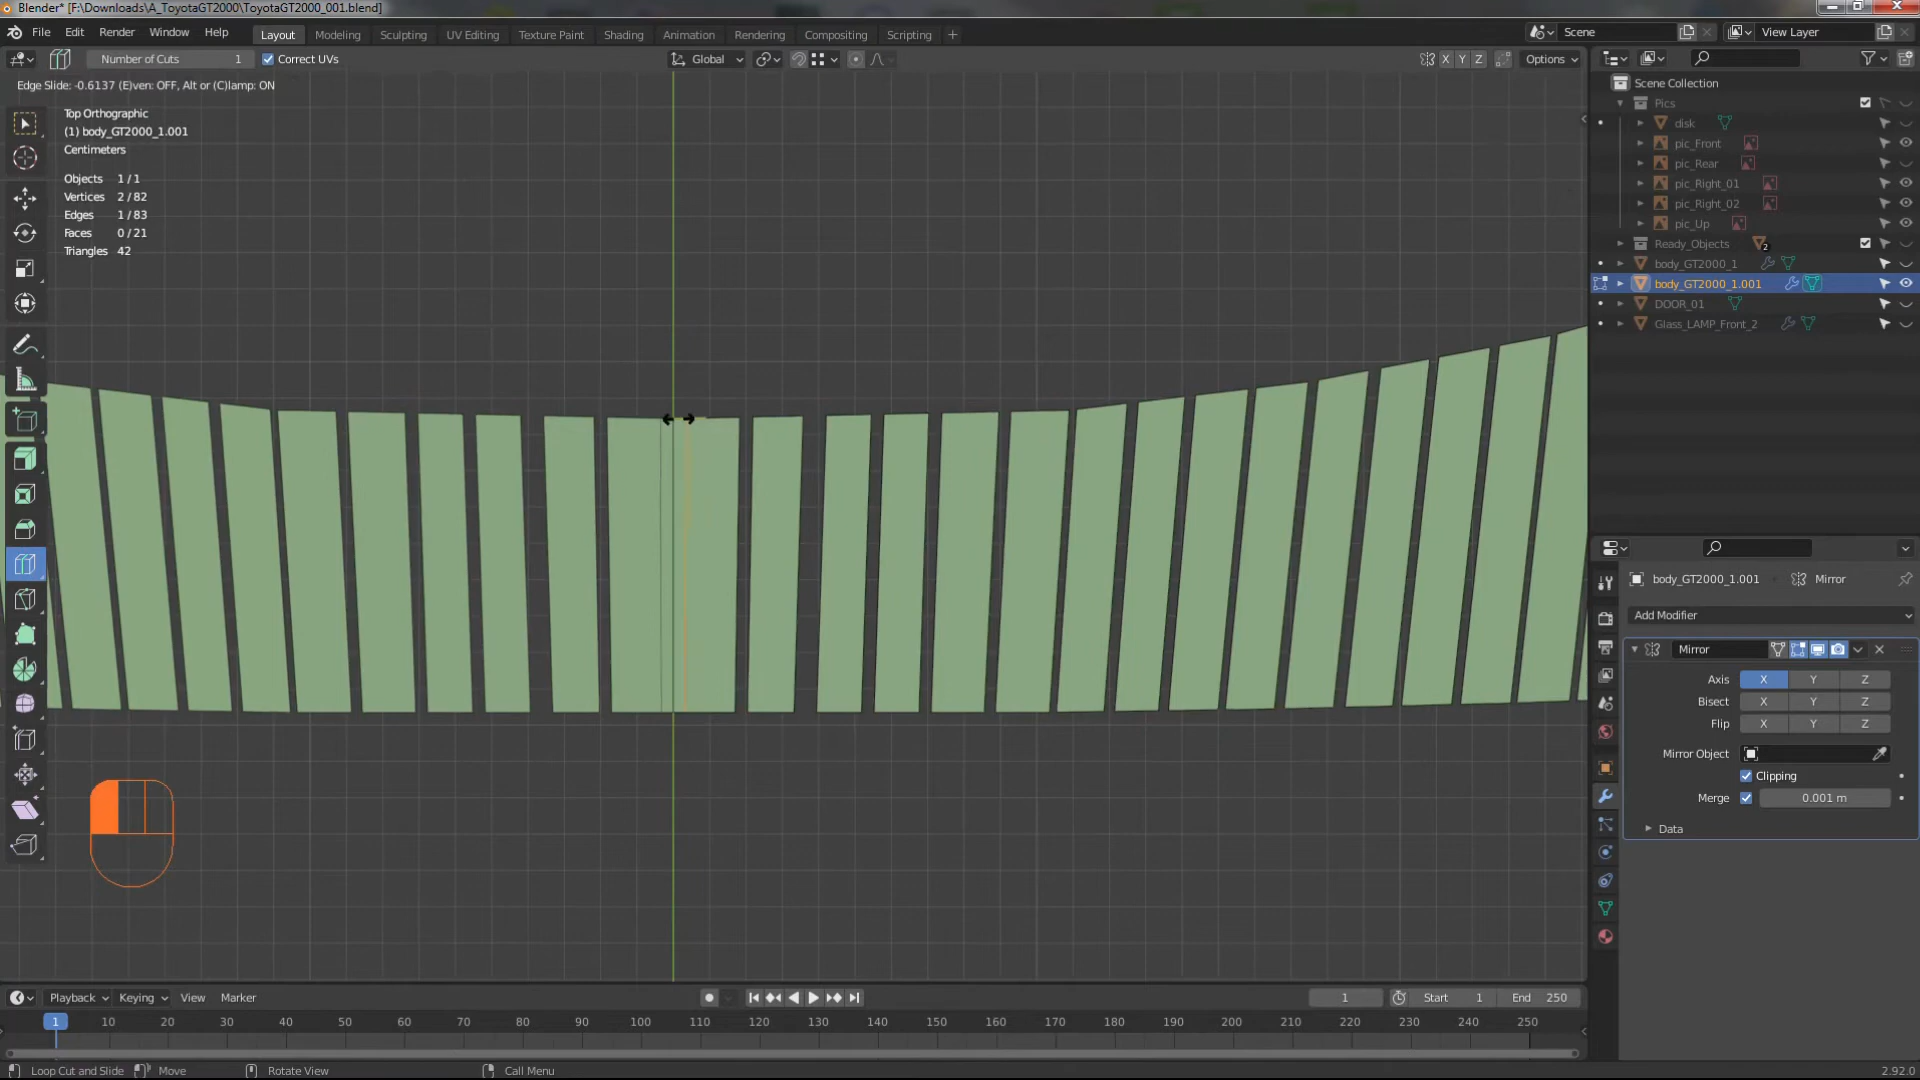 Blender* [F:\Downloads\A_ToyotaGT2000\ToyotaGT2000_001.blend]
File Edit Render Window Help Layout Modeling Sculpting UV Editing Texture Paint Shading Animation Rendering Compositing Scripting + Scene View Layer
Number of Cuts 1 Correct UVs Global X Y Z Options
Edge Slide: -0.6137 (E)ven: OFF, Alt or (C)lamp: ON
Top Orthographic
(1) body_GT2000_1.001
Centimeters
Objects 1 / 1
Vertices 2 / 82
Edges 1 / 83
Faces 0 / 21
Triangles 42
Scene Collection
Pics
disk
pic_Front
pic_Rear
pic_Right_01
pic_Right_02
pic_Up
Ready_Objects 2
body_GT2000_1
body_GT2000_1.001
DOOR_01
Glass_LAMP_Front_2
body_GT2000_1.001 Mirror
Add Modifier
Mirror
Axis X Y Z
Bisect X Y Z
Flip X Y Z
Mirror Object
Clipping
Merge 0.001 m
Data
Playback Keying View Marker 1 Start 1 End 250
1 10 20 30 40 50 60 70 80 90 100 110 120 130 140 150 160 170 180 190 200 210 220 230 240 250
Loop Cut and Slide Move Rotate View Call Menu 2.92.0